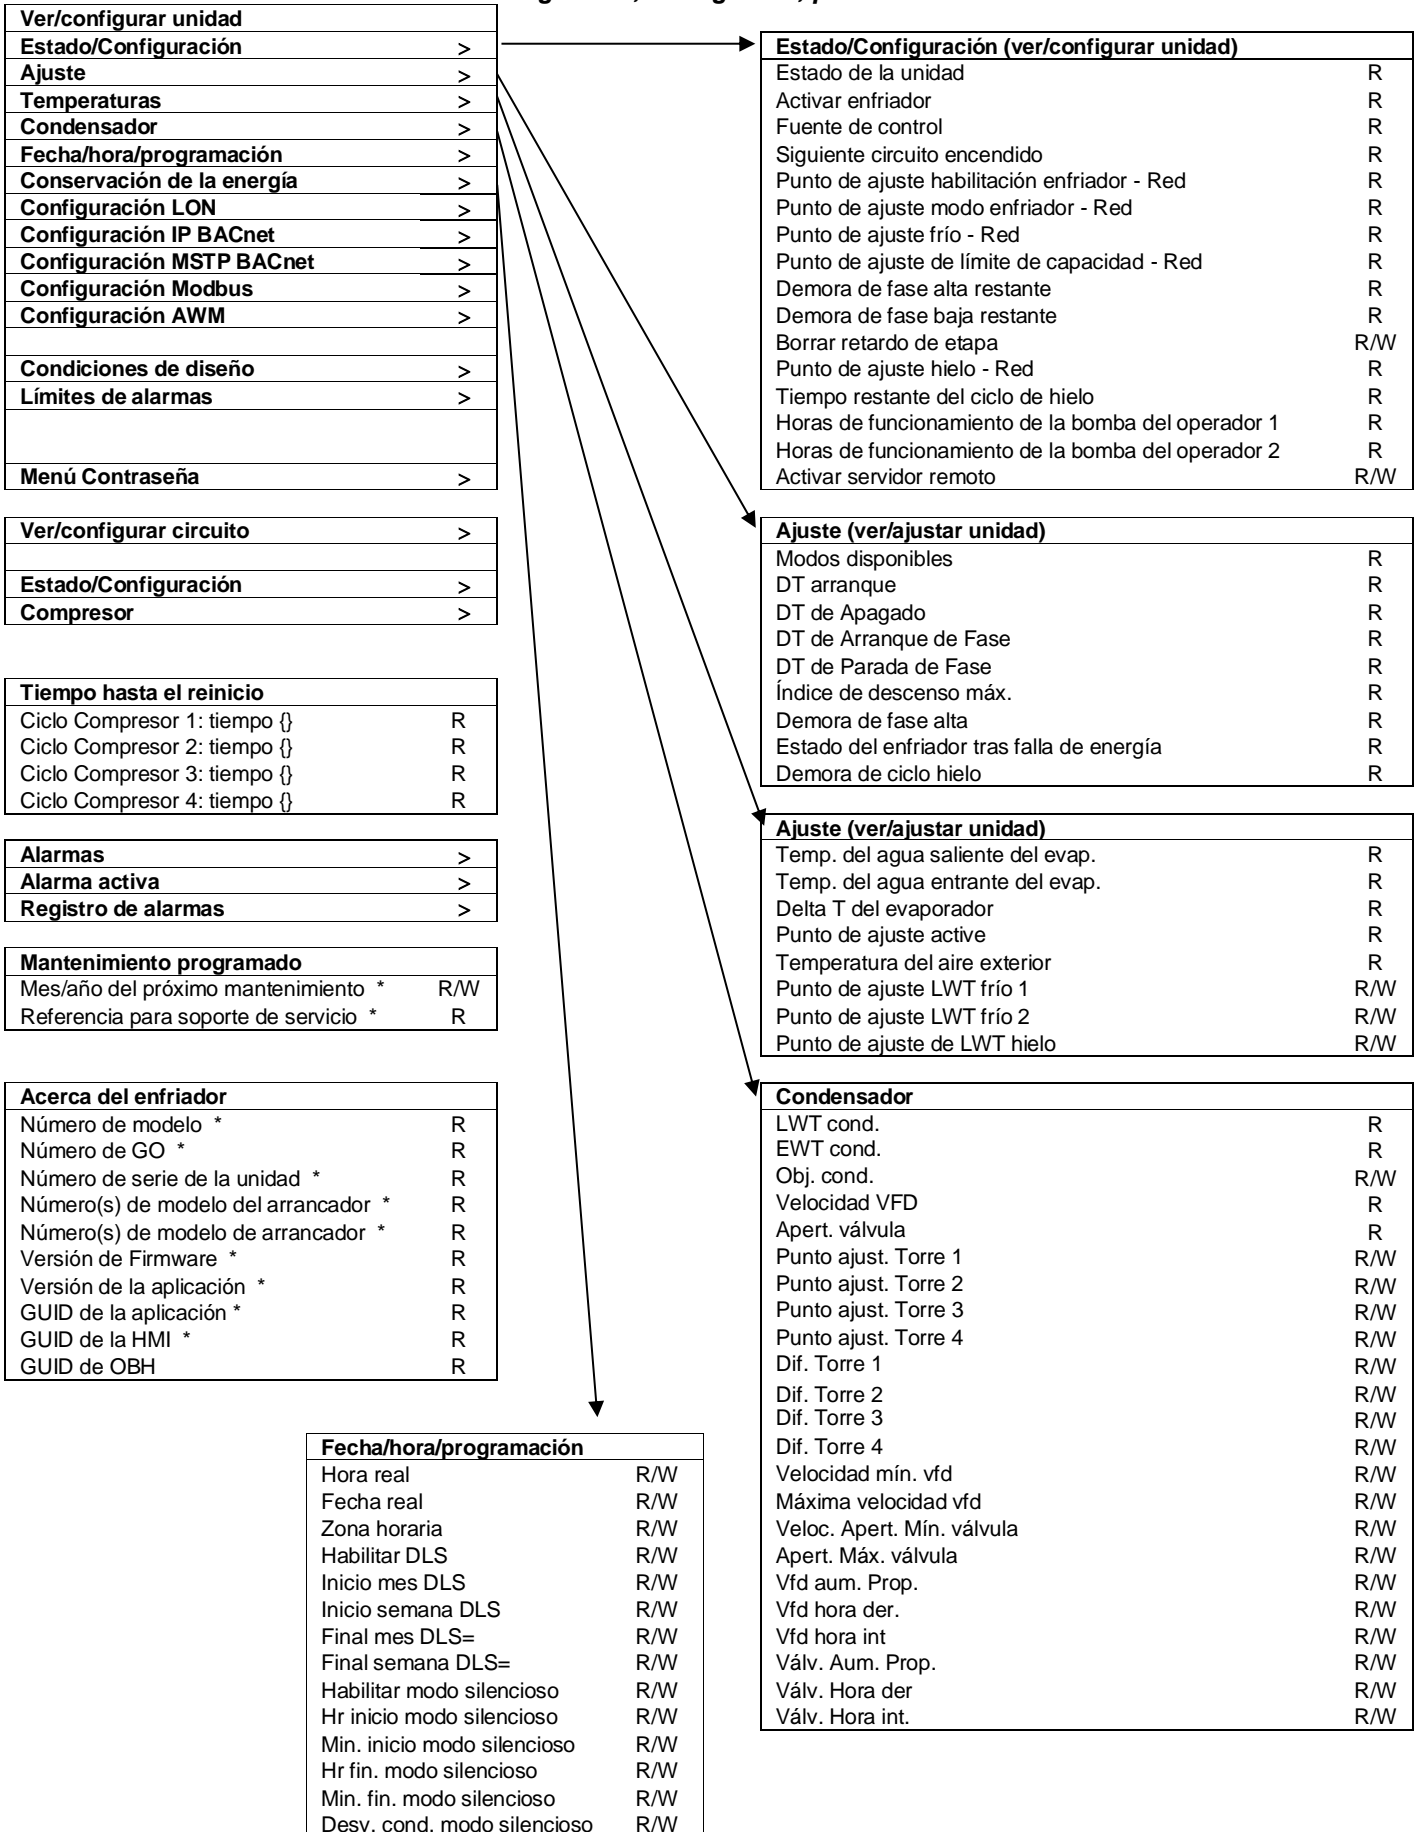 Ver/configurar unidad
Estado/Configuración >
Ajuste >
Temperaturas >
Condensador >
Fecha/hora/programación >
Conservación de la energía >
Configuración LON >
Configuración IP BACnet >
Configuración MSTP BACnet >
Configuración Modbus >
Configuración AWM >
Condiciones de diseño >
Límites de alarmas >
Menú Contraseña >
Ver/configurar circuito >
Estado/Configuración >
Compresor >
Tiempo hasta el reinicio
Ciclo Compresor 1: tiempo {} R
Ciclo Compresor 2: tiempo {} R
Ciclo Compresor 3: tiempo {} R
Ciclo Compresor 4: tiempo {} R
Alarmas >
Alarma activa >
Registro de alarmas >
Mantenimiento programado
Mes/año del próximo mantenimiento * R/W
Referencia para soporte de servicio * R
Acerca del enfriador
Número de modelo * R
Número de GO * R
Número de serie de la unidad * R
Número(s) de modelo del arrancador * R
Número(s) de modelo de arrancador * R
Versión de Firmware * R
Versión de la aplicación * R
GUID de la aplicación * R
GUID de la HMI * R
GUID de OBH R
Estado/Configuración (ver/configurar unidad)
Estado de la unidad R
Activar enfriador R
Fuente de control R
Siguiente circuito encendido R
Punto de ajuste habilitación enfriador - Red R
Punto de ajuste modo enfriador - Red R
Punto de ajuste frío - Red R
Punto de ajuste de límite de capacidad - Red R
Demora de fase alta restante R
Demora de fase baja restante R
Borrar retardo de etapa R/W
Punto de ajuste hielo - Red R
Tiempo restante del ciclo de hielo R
Horas de funcionamiento de la bomba del operador 1 R
Horas de funcionamiento de la bomba del operador 2 R
Activar servidor remoto R/W
Ajuste (ver/ajustar unidad)
Modos disponibles R
DT arranque R
DT de Apagado R
DT de Arranque de Fase R
DT de Parada de Fase R
Índice de descenso máx. R
Demora de fase alta R
Estado del enfriador tras falla de energía R
Demora de ciclo hielo R
Ajuste (ver/ajustar unidad)
Temp. del agua saliente del evap. R
Temp. del agua entrante del evap. R
Delta T del evaporador R
Punto de ajuste active R
Temperatura del aire exterior R
Punto de ajuste LWT frío 1 R/W
Punto de ajuste LWT frío 2 R/W
Punto de ajuste de LWT hielo R/W
Condensador
LWT cond. R
EWT cond. R
Obj. cond. R/W
Velocidad VFD R
Apert. válvula R
Punto ajust. Torre 1 R/W
Punto ajust. Torre 2 R/W
Punto ajust. Torre 3 R/W
Punto ajust. Torre 4 R/W
Dif. Torre 1 R/W
Dif. Torre 2 R/W
Dif. Torre 3 R/W
Dif. Torre 4 R/W
Velocidad mín. vfd R/W
Máxima velocidad vfd R/W
Veloc. Apert. Mín. válvula R/W
Apert. Máx. válvula R/W
Vfd aum. Prop. R/W
Vfd hora der. R/W
Vfd hora int R/W
Válv. Aum. Prop. R/W
Válv. Hora der R/W
Válv. Hora int. R/W
Fecha/hora/programación
Hora real R/W
Fecha real R/W
Zona horaria R/W
Habilitar DLS R/W
Inicio mes DLS R/W
Inicio semana DLS R/W
Final mes DLS= R/W
Final semana DLS= R/W
Habilitar modo silencioso R/W
Hr inicio modo silencioso R/W
Min. inicio modo silencioso R/W
Hr fin. modo silencioso R/W
Min. fin. modo silencioso R/W
Desv. cond. modo silencioso R/W